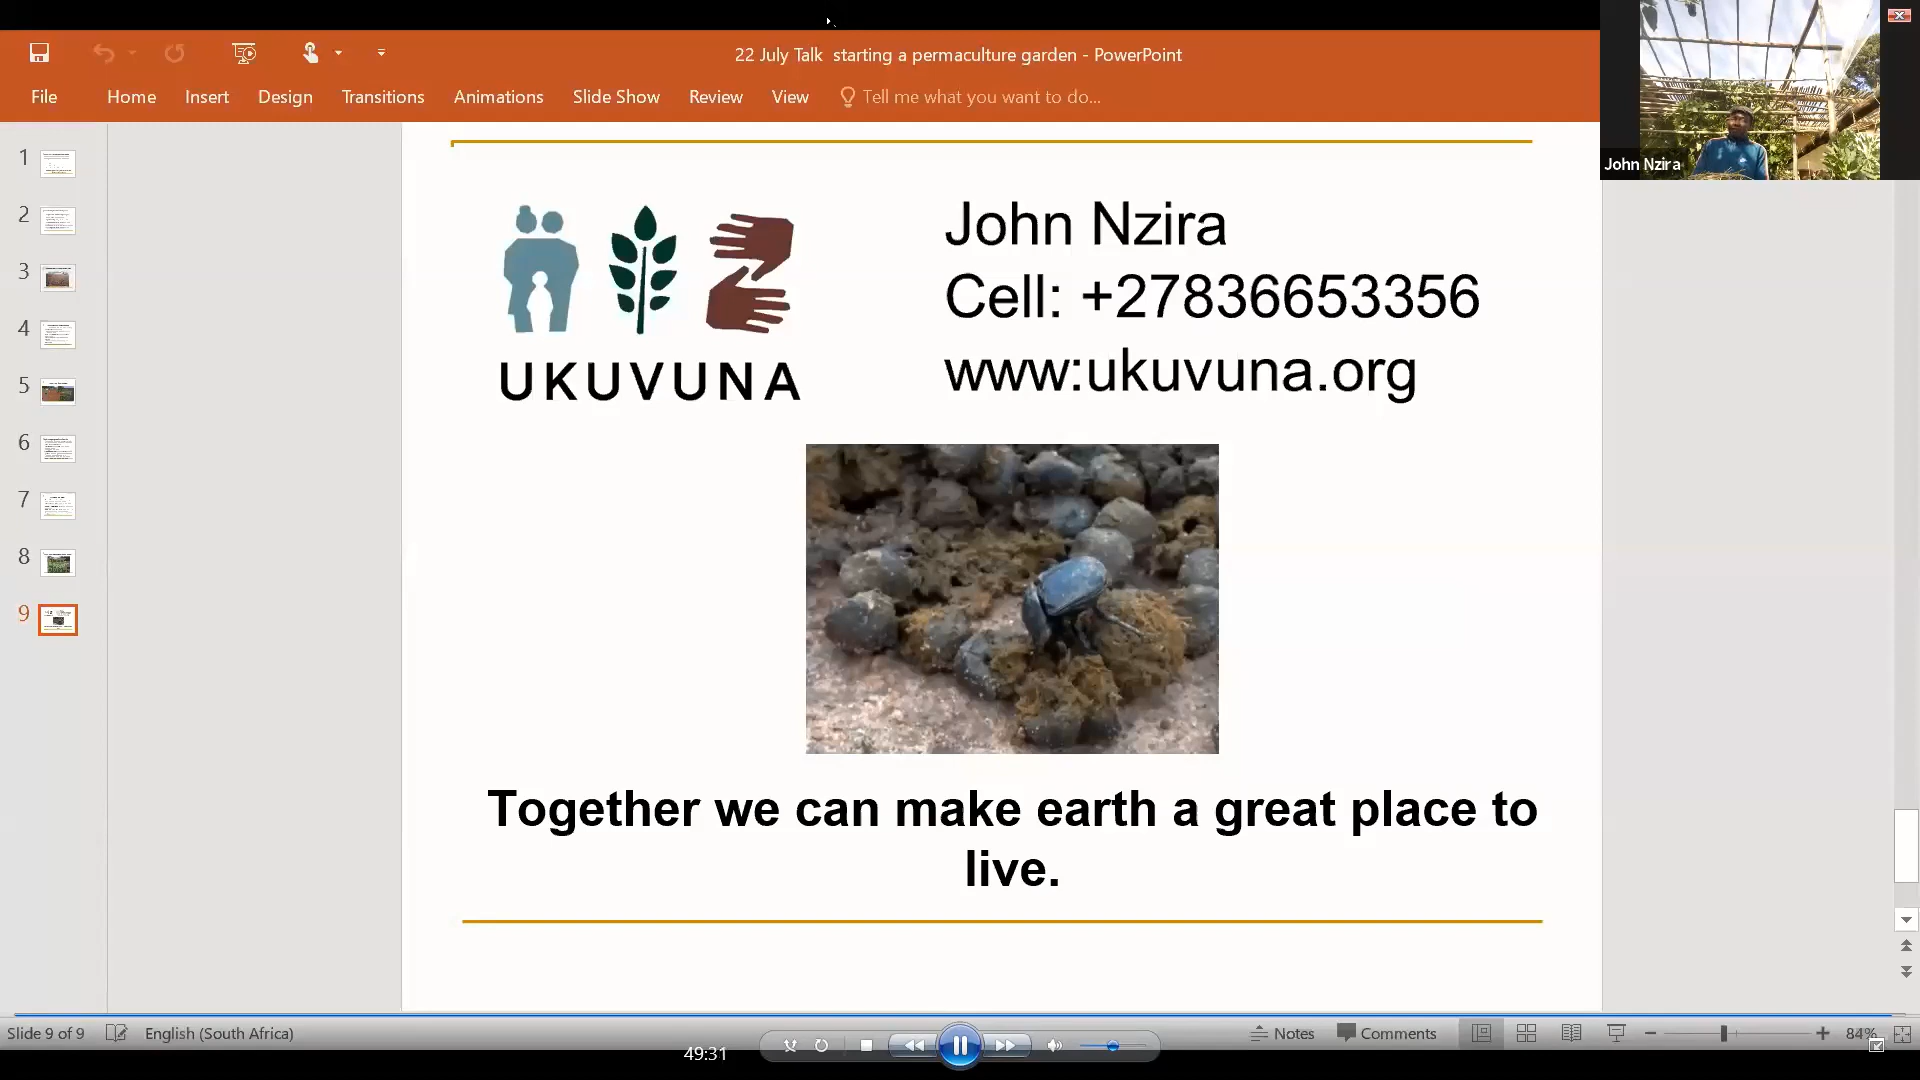 22 July Talk  starting a permaculture garden - PowerPoint
File Home Insert Design Transitions Animations Slide Show Review View Tell me what you want to do...
John Nzira
1
2
3
4
5
6
7
8
9
UKUVUNA
John Nzira
Cell: +27836653356
www:ukuvuna.org
Together we can make earth a great place to
live.
Slide 9 of 9 English (South Africa) Notes Comments 84%
49:31